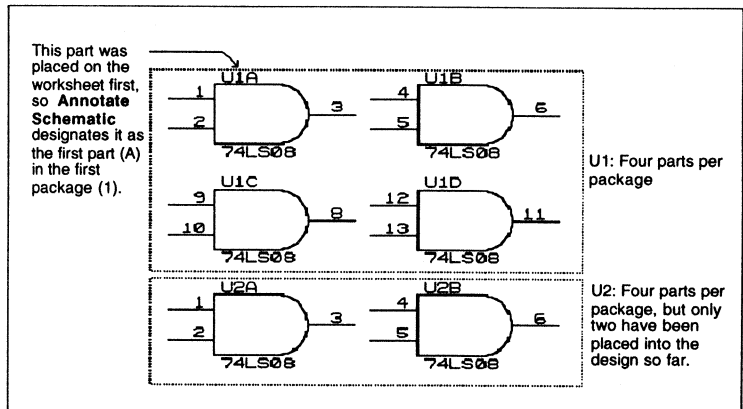 This part was
placed on the
worksheet first,
so Annotate
Schematic
designates it as
the first part (A)
in the first
package (1).
U1A
1
2
3
74LS08
U1B
4
5
6
74LS08
U1C
9
10
8
74LS08
U1D
12
13
11
74LS08
U1: Four parts per
package
U2A
1
2
3
74LS08
U2B
4
5
6
74LS08
U2: Four parts per
package, but only
two have been
placed into the
design so far.